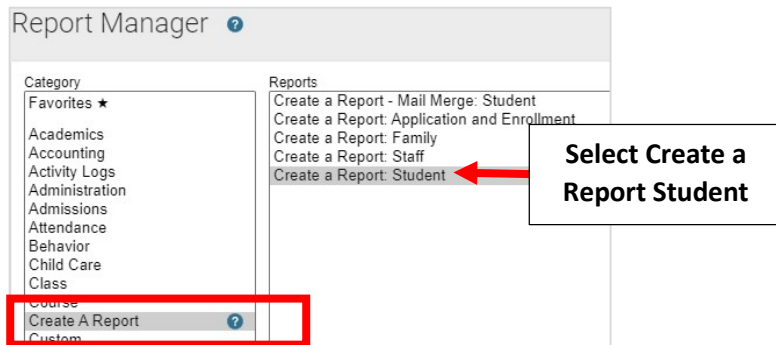 Report Manager ?
Category
Favorites ★
Academics
Accounting
Activity Logs
Administration
Admissions
Attendance
Behavior
Child Care
Class
Course
Create A Report ?
Custom
Reports
Create a Report - Mail Merge: Student
Create a Report: Application and Enrollment
Create a Report: Family
Create a Report: Staff
Create a Report: Student
Select Create a
Report Student